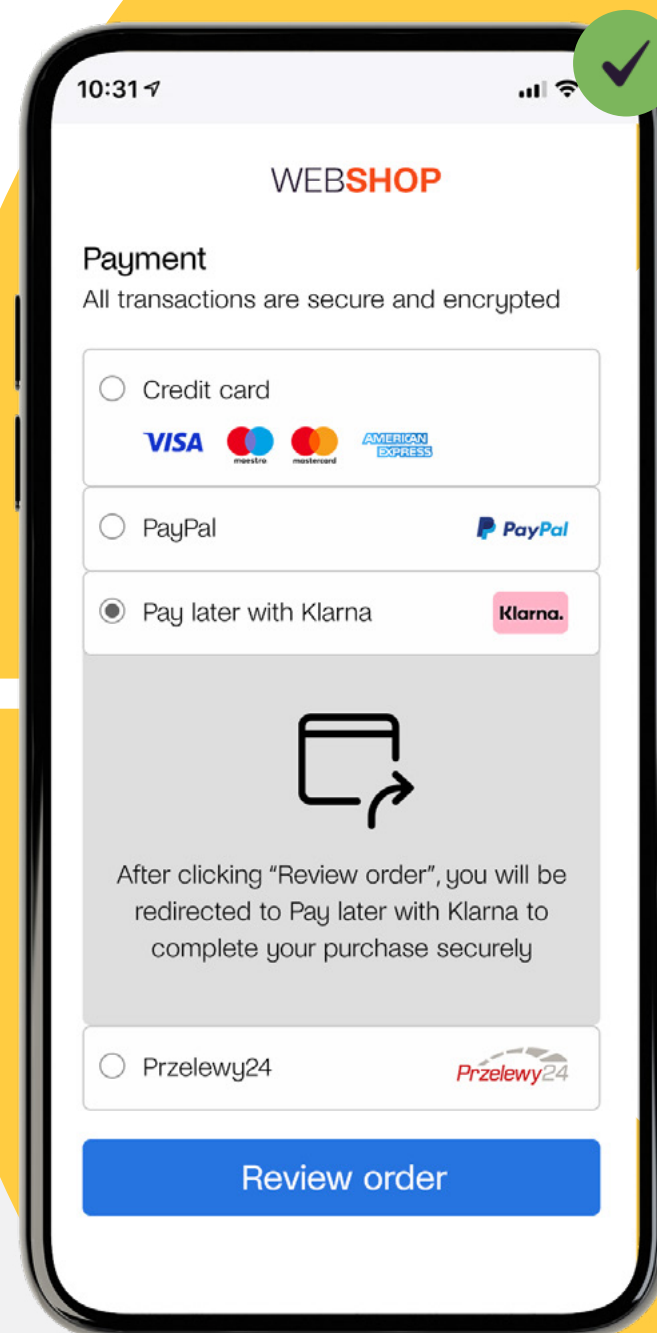 10:31
WEBSHOP
Payment
All transactions are secure and encrypted
Credit card
VISA maestro mastercard AMERICAN EXPRESS
PayPal PayPal
Pay later with Klarna Klarna.
After clicking “Review order”, you will be
redirected to Pay later with Klarna to
complete your purchase securely
Przelewy24 Przelewy24
Review order